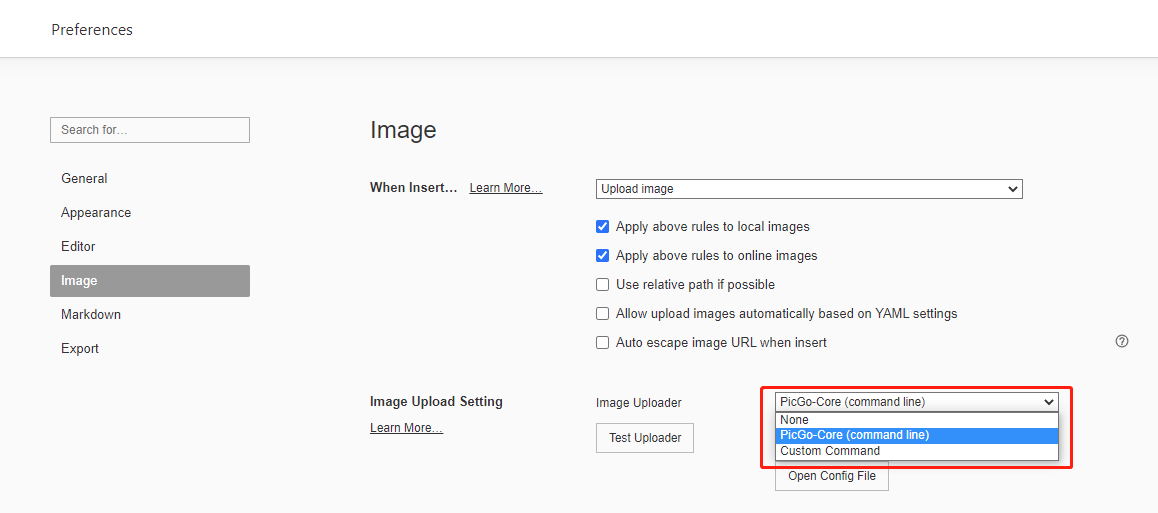 Preferences
Search for…
General
Appearance
Editor
Image
Markdown
Export
Image
When Insert… Learn More…
Upload image
Apply above rules to local images
Apply above rules to online images
Use relative path if possible
Allow upload images automatically based on YAML settings
Auto escape image URL when insert
Image Upload Setting
Learn More…
Image Uploader
PicGo-Core (command line)
None
PicGo-Core (command line)
Custom Command
Test Uploader
Open Config File